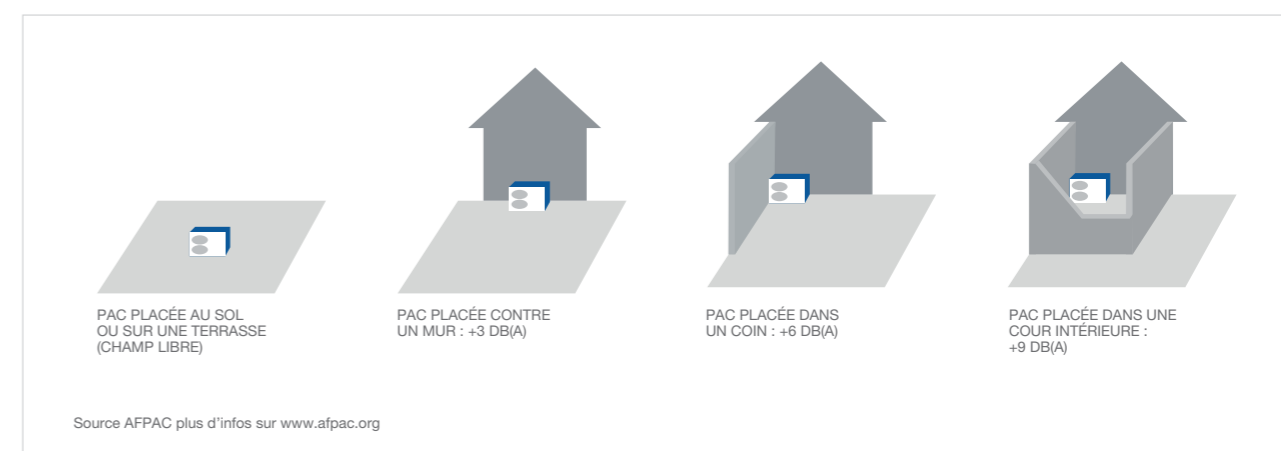 PAC PLACÉE AU SOL
OU SUR UNE TERRASSE
(CHAMP LIBRE)
PAC PLACÉE CONTRE
UN MUR : +3 DB(A)
PAC PLACÉE DANS
UN COIN : +6 DB(A)
PAC PLACÉE DANS UNE
COUR INTÉRIEURE :
+9 DB(A)
Source AFPAC plus d'infos sur www.afpac.org